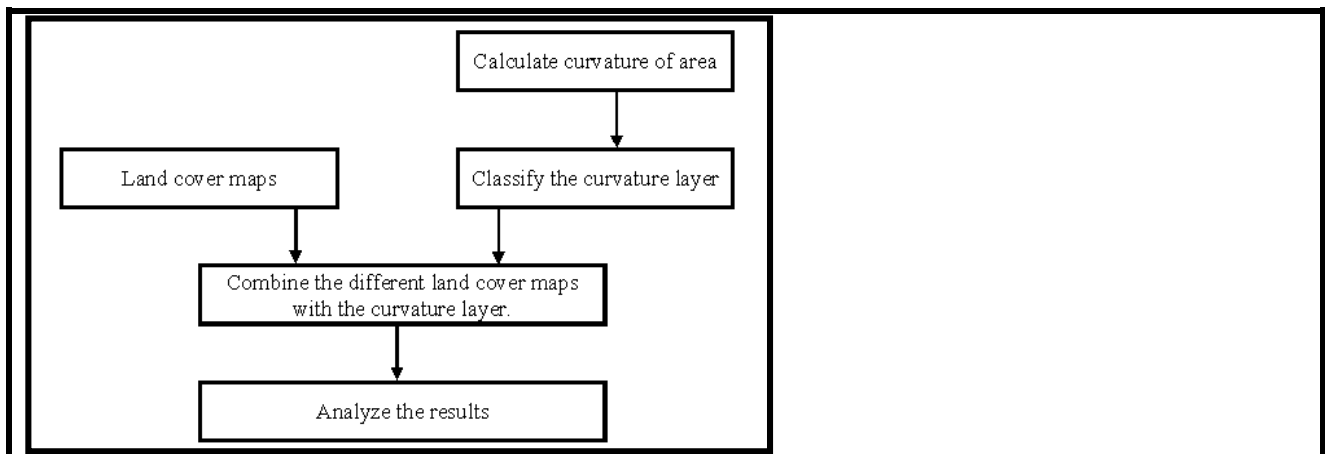 Calculate curvature of area
Land cover maps
Classify the curvature layer
Combine the different land cover maps
with the curvature layer.
Analyze the results